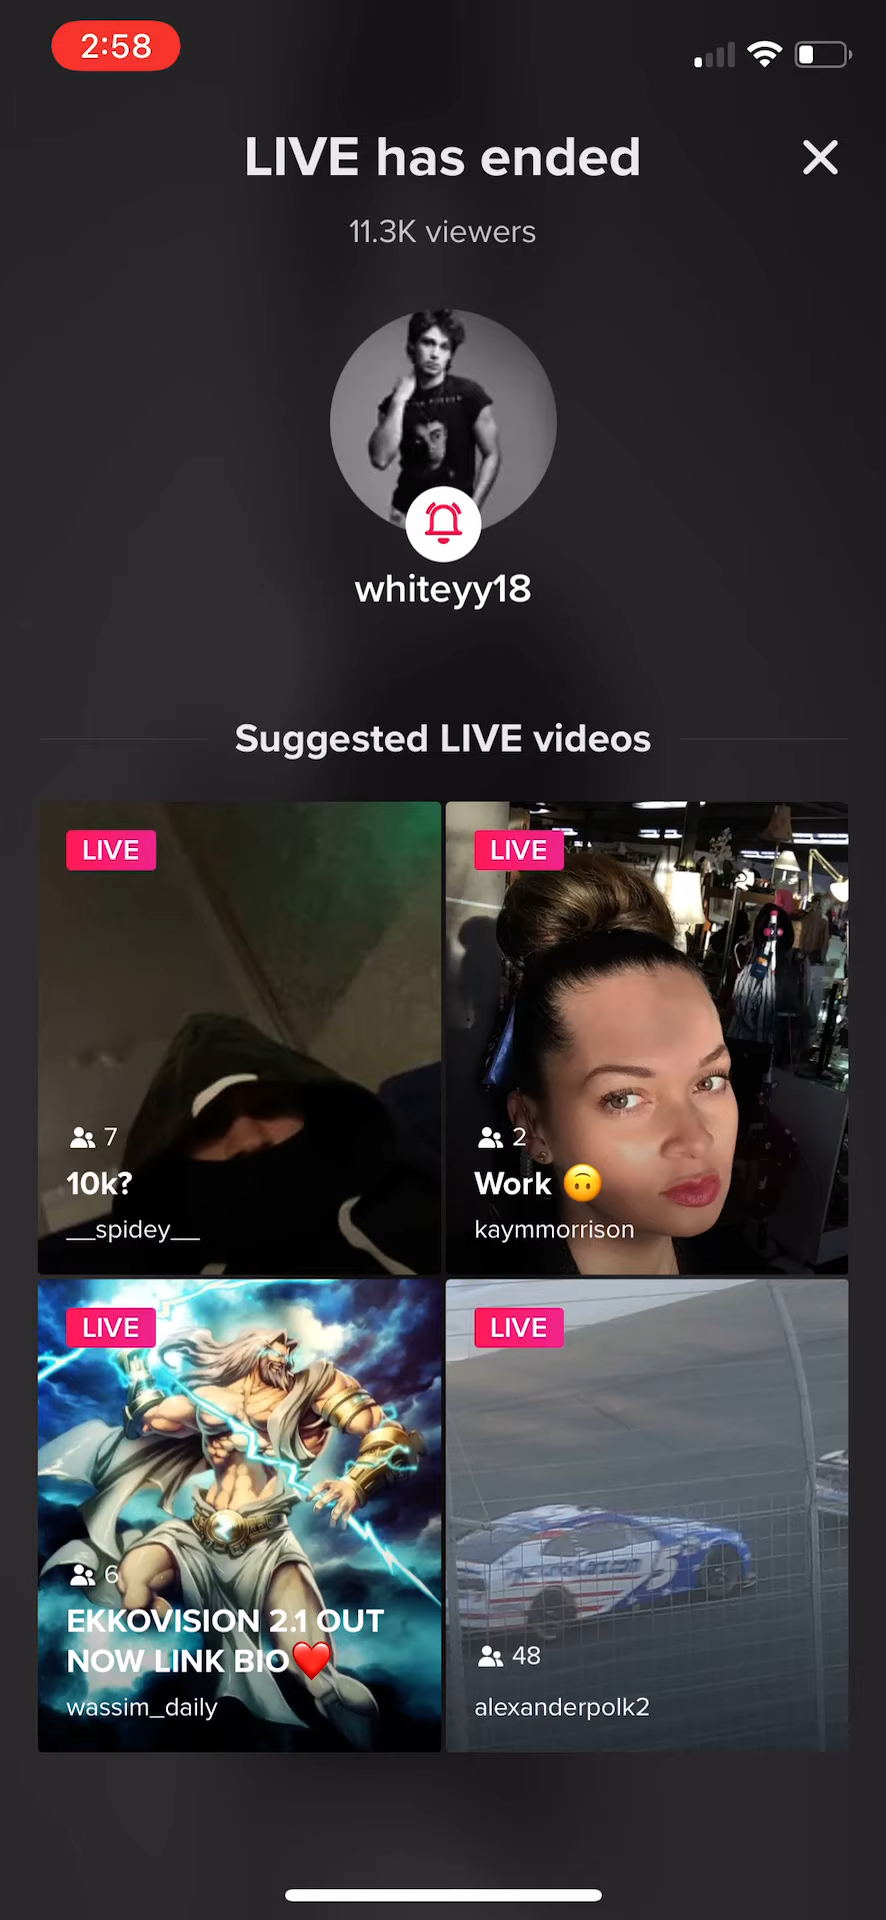 2:58
LIVE has ended
11.3K viewers
whiteyy18
Suggested LIVE videos
LIVE
7
10k?
__spidey__
LIVE
2
Work 🙃
kaymmorrison
LIVE
6
EKKOVISION 2.1 OUT
NOW LINK BIO❤️
wassim_daily
LIVE
5
48
alexanderpolk2